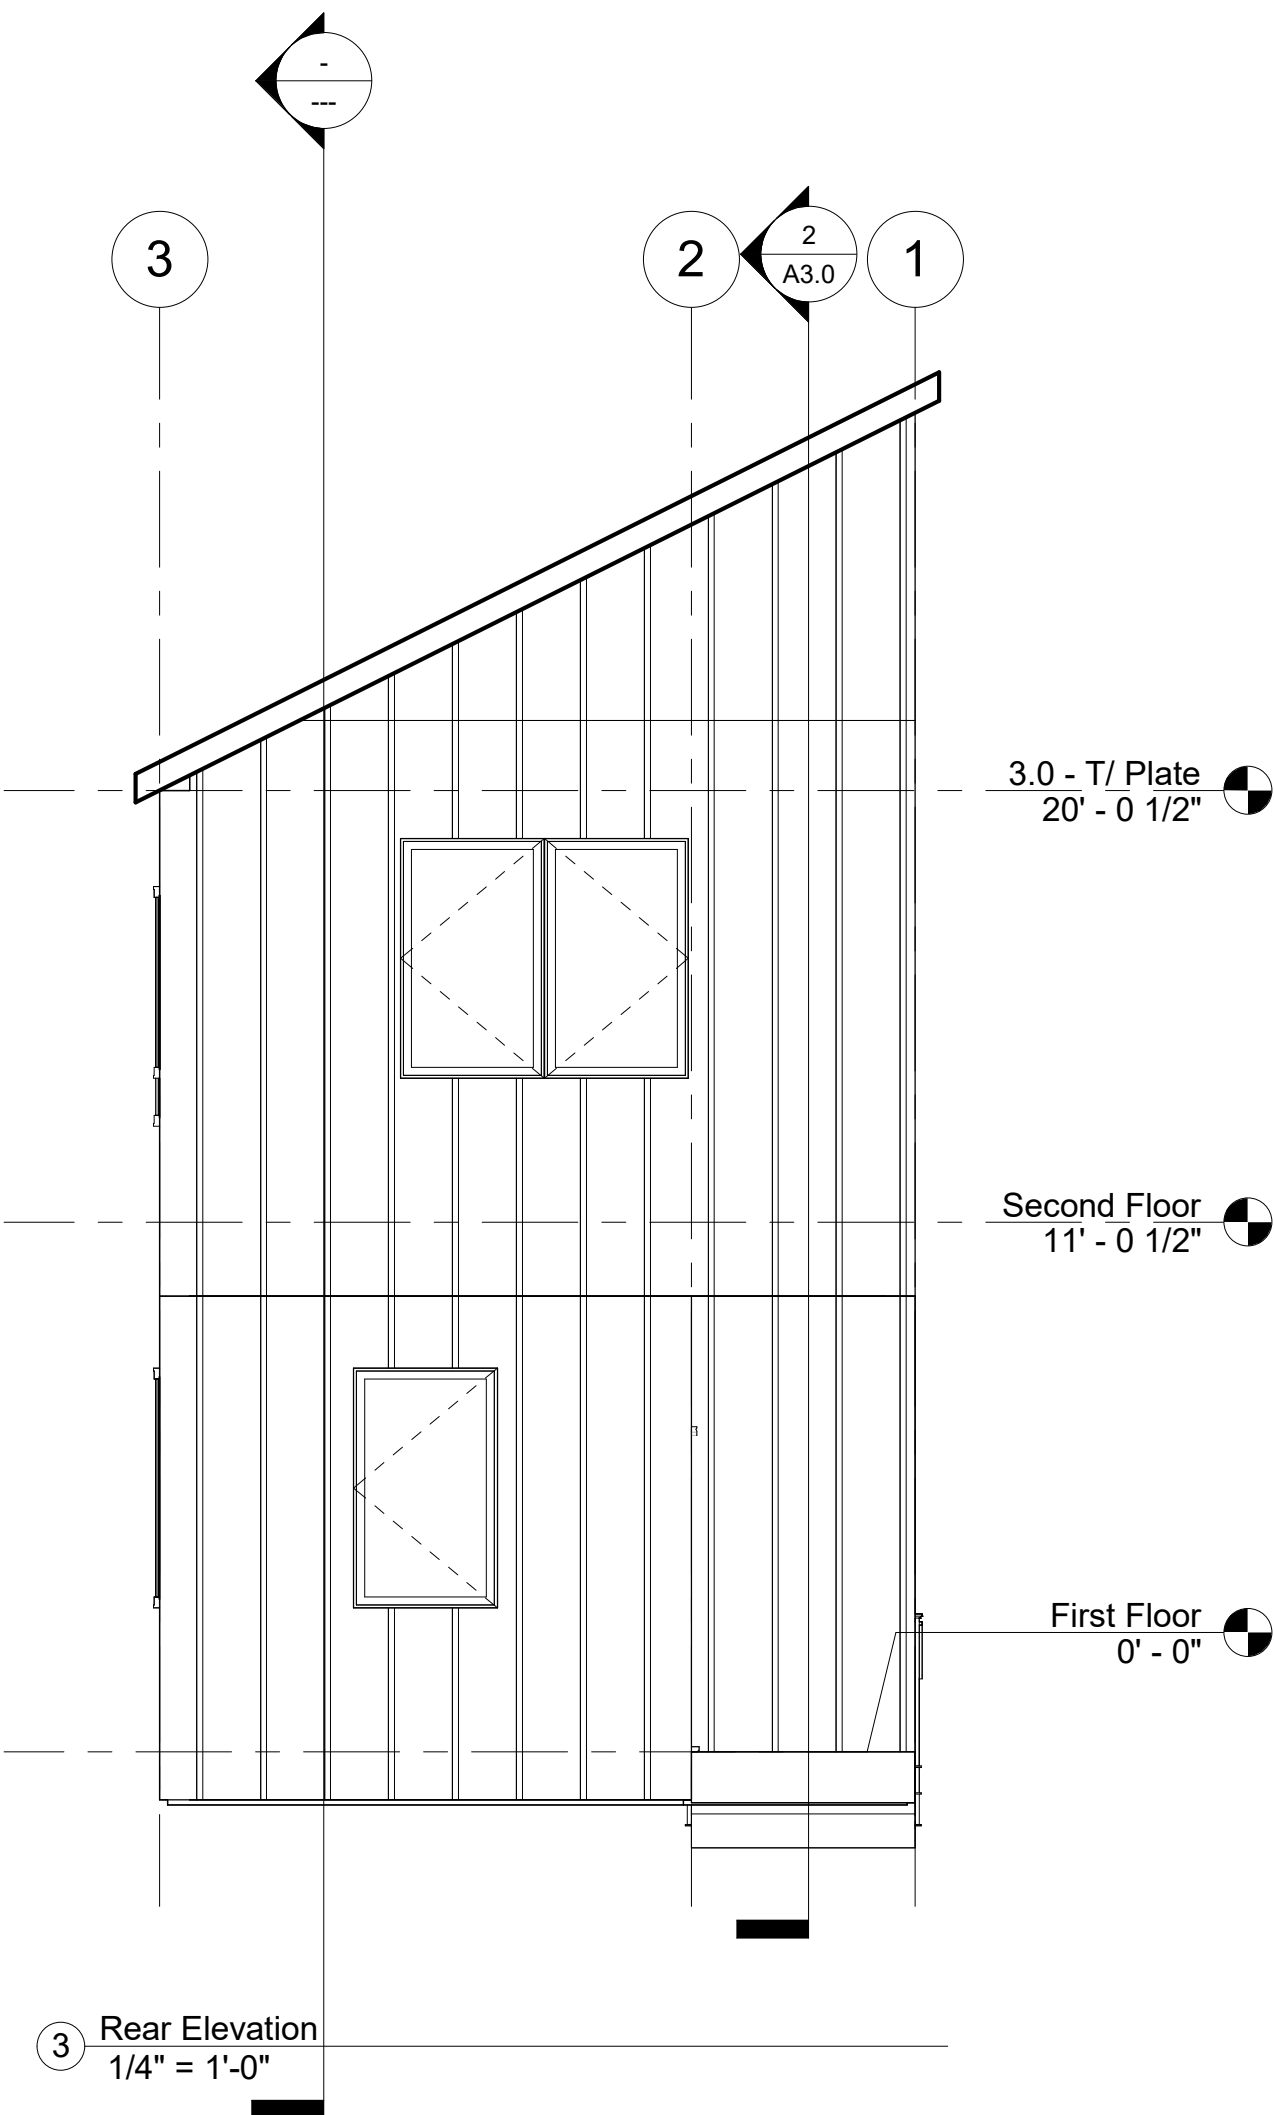 -
---
3
2
2
A3.0
1
3.0 - T/ Plate
20' - 0 1/2"
Second Floor
11' - 0 1/2"
First Floor
0' - 0"
3
Rear Elevation
1/4" = 1'-0"